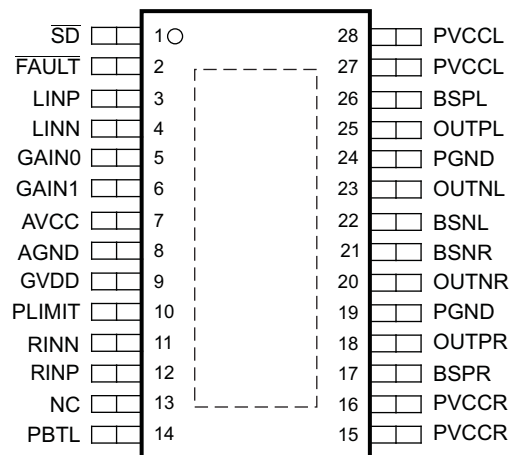 SD 1 28 PVCCL
FAULT 2 27 PVCCL
LINP 3 26 BSPL
LINN 4 25 OUTPL
GAIN0 5 24 PGND
GAIN1 6 23 OUTNL
AVCC 7 22 BSNL
AGND 8 21 BSNR
GVDD 9 20 OUTNR
PLIMIT 10 19 PGND
RINN 11 18 OUTPR
RINP 12 17 BSPR
NC 13 16 PVCCR
PBTL 14 15 PVCCR